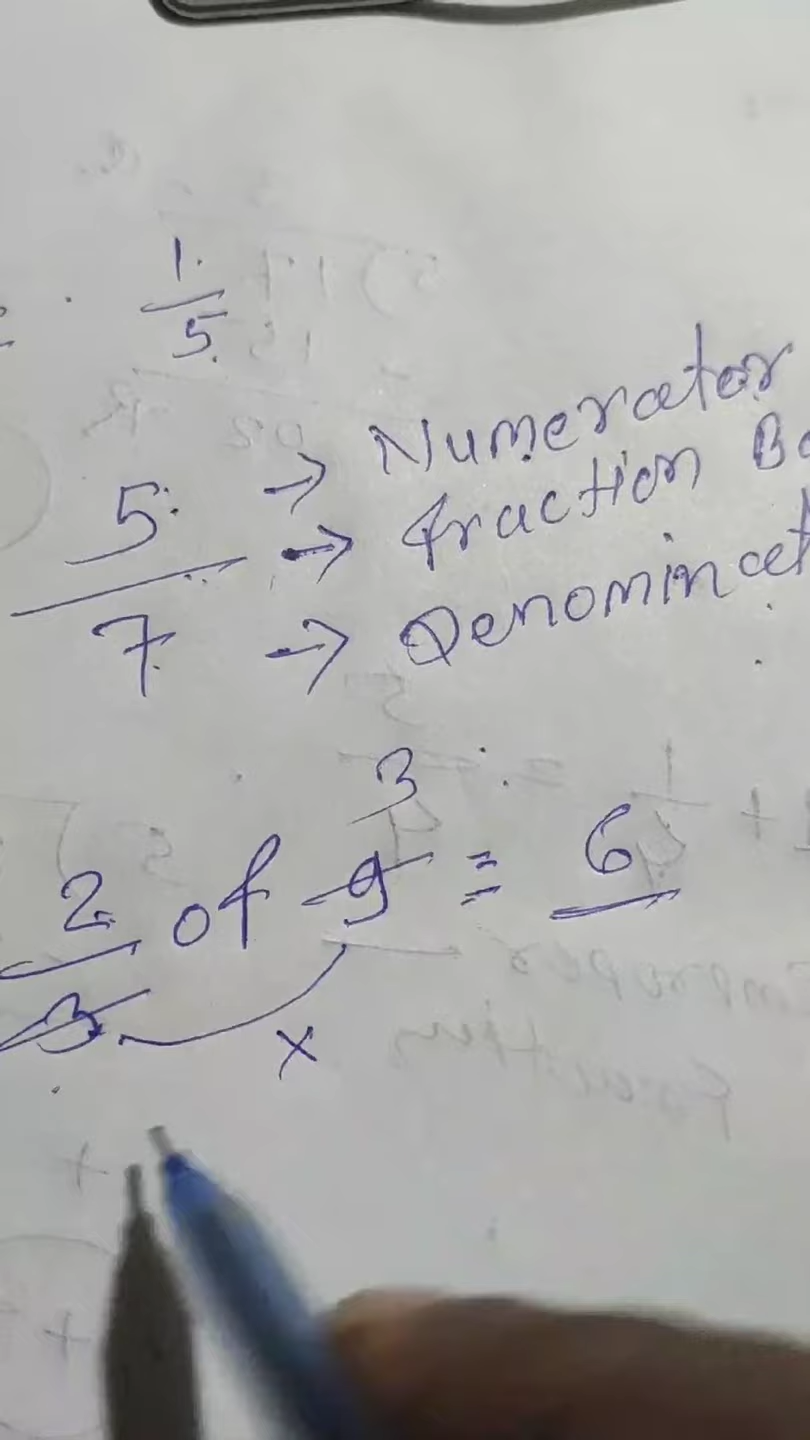 1
5
5 → Numerator
→ fraction
7 → Denominat
3
2 of 9 = 6
3
x